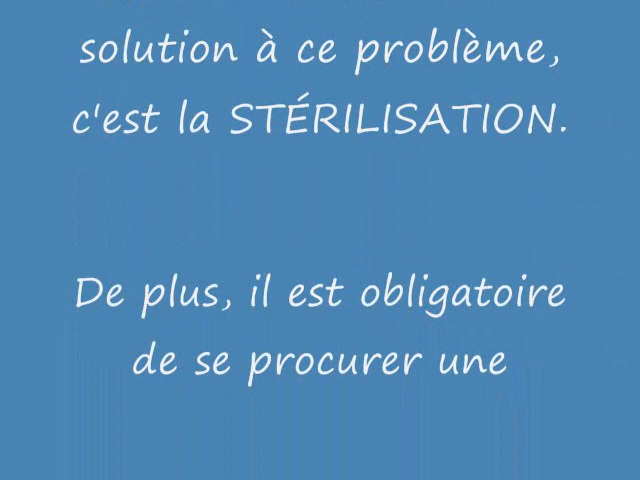 solution à ce problème,
c'est la STÉRILISATION.
De plus, il est obligatoire
de se procurer une